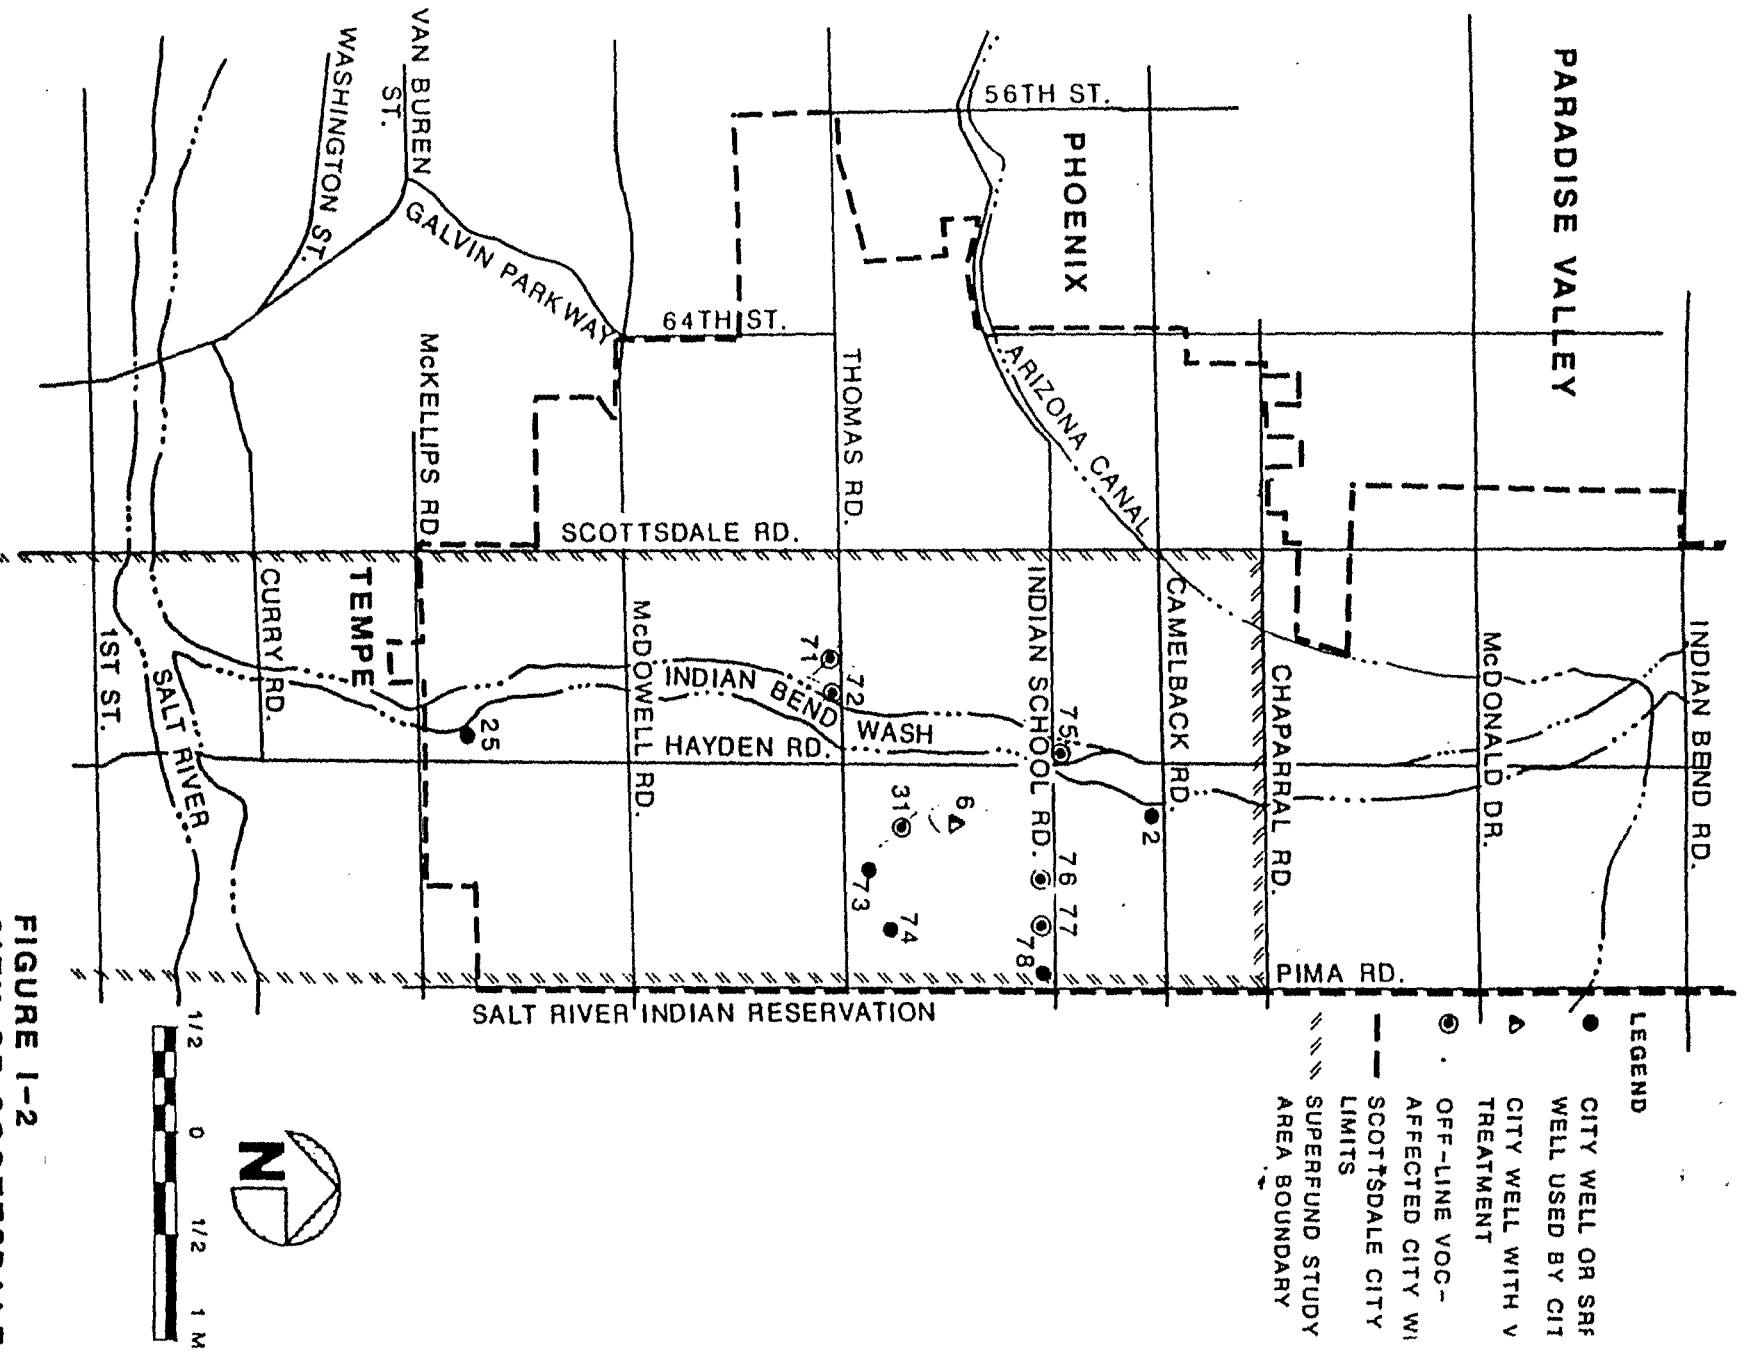 PARADISE VALLEY
PHOENIX
56TH ST.
VAN BUREN
ST.
WASHINGTON ST.
GALVIN PARKWAY
64TH ST.
McKELLIPS RD.
THOMAS RD.
ARIZONA CANAL
SCOTTSDALE RD.
TEMPE
CURRY RD.
1ST ST.
SALT RIVER
McDOWELL RD.
INDIAN BEND WASH
HAYDEN RD.
INDIAN SCHOOL RD.
CAMELBACK RD.
CHAPARRAL RD.
McDONALD DR.
INDIAN BEND RD.
71
72
25
75
31
6
2
73
74
76
77
78
PIMA RD.
SALT RIVER INDIAN RESERVATION
LEGEND
CITY WELL OR SRP
WELL USED BY CIT
CITY WELL WITH V
TREATMENT
OFF-LINE VOC-
AFFECTED CITY WE
SCOTTSDALE CITY
LIMITS
SUPERFUND STUDY
AREA BOUNDARY
N
1/2 0 1/2 1 M
FIGURE 1-2